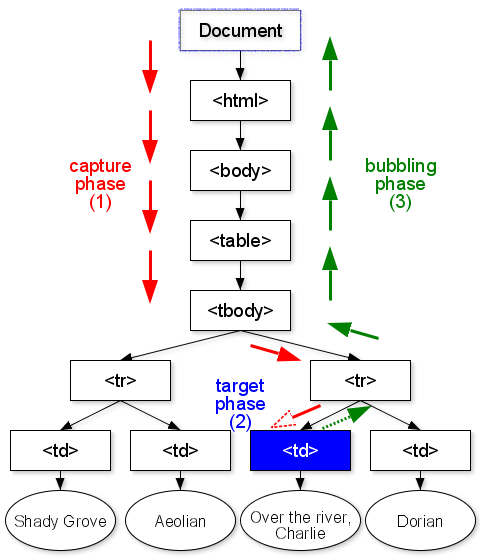 Document
<html>
capture
phase
(1)
<body>
bubbling
phase
(3)
<table>
<tbody>
<tr>
target
phase
(2)
<tr>
<td>
<td>
<td>
<td>
Shady Grove
Aeolian
Over the river,
Charlie
Dorian